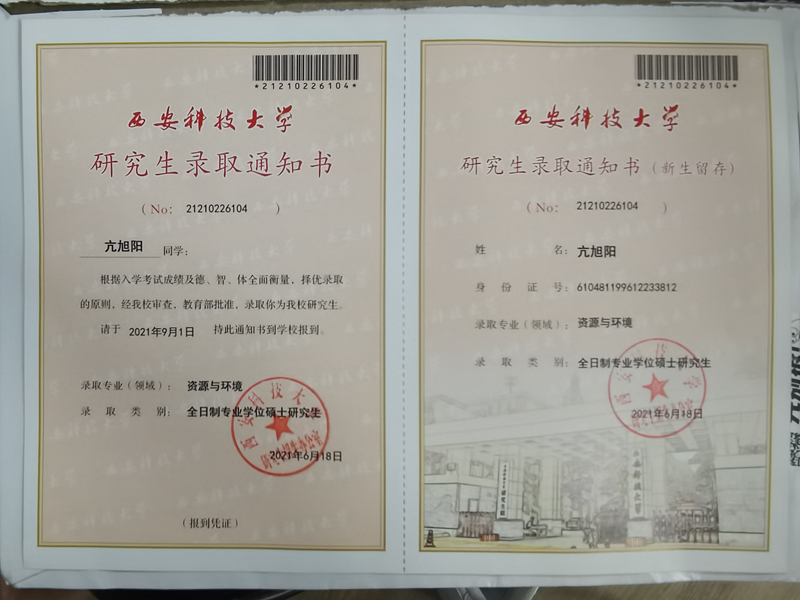 *21210226104*
西安科技大学
研究生录取通知书
（No: 21210226104 ）
亢旭阳 同学:
根据入学考试成绩及德、智、体全面衡量，择优录取
的原则，经我校审查，教育部批准，录取你为我校研究生。
请于 2021年9月1日 持此通知书到学校报到。
录取专业（领域）: 资源与环境
录取类别: 全日制专业学位硕士研究生
2021年6月18日
（报到凭证）
*21210226104*
西安科技大学
研究生录取通知书（新生留存）
（No: 21210226104 ）
姓名: 亢旭阳
身份证号: 610481199612233812
录取专业（领域）: 资源与环境
录取类别: 全日制专业学位硕士研究生
2021年6月18日
西安科技大学